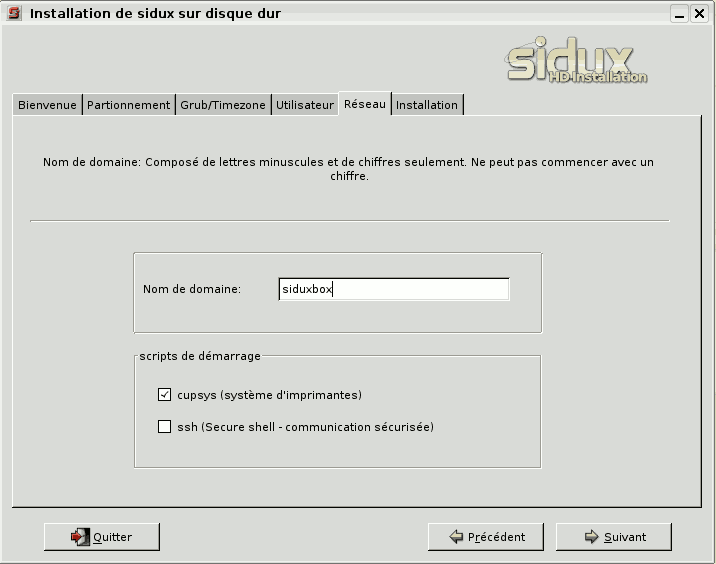 Installation de sidux sur disque dur
sidux
HD-Installation
Bienvenue
Partionnement
Grub/Timezone
Utilisateur
Réseau
Installation
Nom de domaine: Composé de lettres minuscules et de chiffres seulement. Ne peut pas commencer avec un
chiffre.
Nom de domaine:
siduxbox
scripts de démarrage
cupsys (système d'imprimantes)
ssh (Secure shell - communication sécurisée)
Quitter
Précédent
Suivant